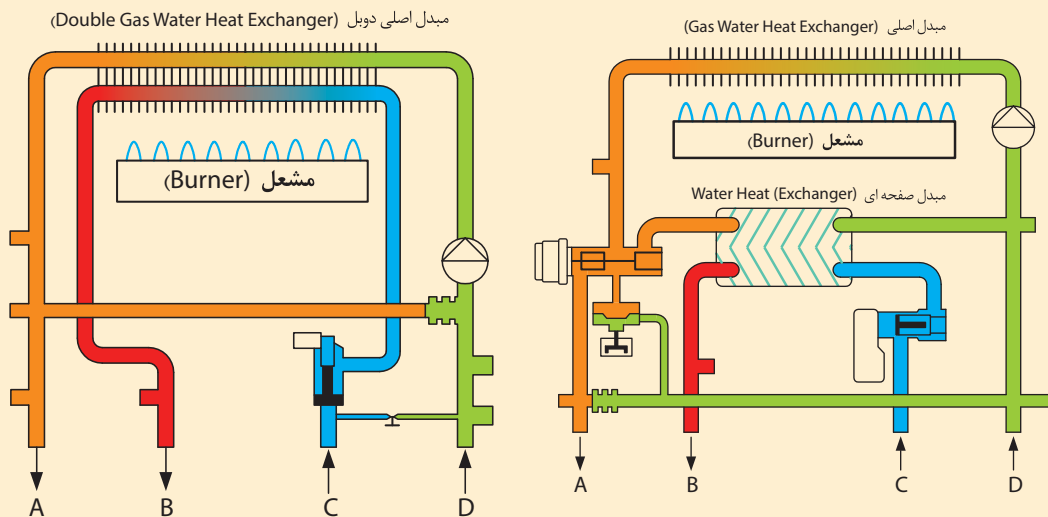 مبدل اصلی دوبل (Double Gas Water Heat Exchanger)
مشعل (Burner)
A B C D
مبدل اصلی (Gas Water Heat Exchanger)
مشعل (Burner)
مبدل صفحه ای Water Heat (Exchanger)
A B C D